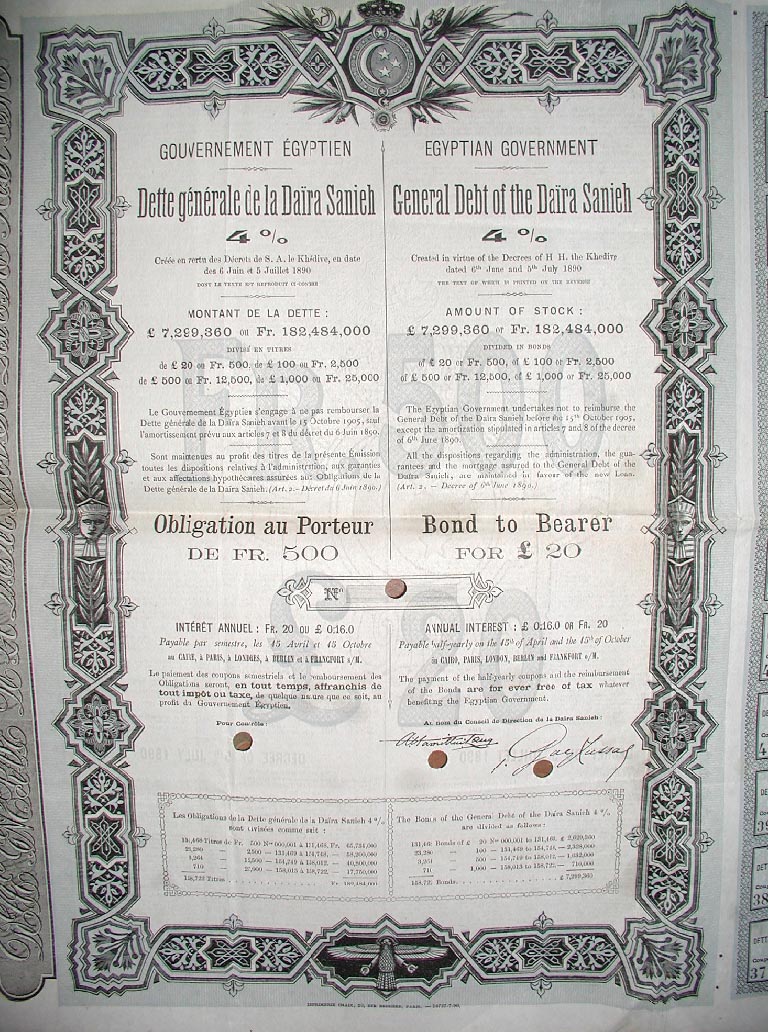 GOUVERNEMENT ÉGYPTIEN
Dette générale de la Daïra Sanieh
4 %
Créée en vertu des Décrets de S. A. le Khédive, en date
des 6 Juin et 5 Juillet 1890
DONT LE TEXTE EST REPRODUIT CI-CONTRE
MONTANT DE LA DETTE :
£ 7,299,360 ou Fr. 182,484,000
DIVISÉ EN TITRES
de £ 20 ou Fr. 500, de £ 100 ou Fr. 2,500
de £ 500 ou Fr. 12,500, de £ 1,000 ou Fr. 25,000
Le Gouvernement Égyptien s'engage à ne pas rembourser la
Dette générale de la Daïra Sanieh avant le 15 Octobre 1905, sauf
l'amortissement prévu aux articles 7 et 8 du décret du 6 Juin 1890.
Sont maintenues au profit des titres de la présente Émission
toutes les dispositions relatives à l'administration, aux garanties
et aux affectations hypothécaires assurées aux Obligations de la
Dette générale de la Daïra Sanieh. (Art. 2. — Décret du 6 Juin 1890.)
Obligation au Porteur
DE FR. 500
EGYPTIAN GOVERNMENT
General Debt of the Daïra Sanieh
4 %
Created in virtue of the Decrees of H H. the Khedive
dated 6th June and 5th July 1890
THE TEXT OF WHICH IS PRINTED ON THE REVERSE
AMOUNT OF STOCK :
£ 7,299,360 or Fr. 182,484,000
DIVIDED IN BONDS
of £ 20 or Fr. 500, of £ 100 or Fr. 2,500
of £ 500 or Fr. 12,500, of £ 1,000 or Fr. 25,000
The Egyptian Government undertakes not to reimburse the
General Debt of the Daïra Sanieh before the 15th October 1905,
except the amortization stipulated in articles 7 and 8 of the decree
of 6th June 1890.
All the dispositions regarding the administration, the gua-
rantees and the mortgage assured to the General Debt of the
Daïra Sanieh, are maintained in favour of the new Loan.
(Art. 2. — Decree of 6th June 1890.)
Bond to Bearer
FOR £ 20
No
INTÉRÊT ANNUEL : FR. 20 OU £ 0.16.0
Payable par semestre, les 15 Avril et 15 Octobre
au CAIRE, à PARIS, à LONDRES, à BERLIN et à FRANCFORT s/M.
Le paiement des coupons semestriels et le remboursement des
Obligations seront, en tout temps, affranchis de
tout impôt ou taxe, de quelque nature que ce soit, au
profit du Gouvernement Égyptien.
Pour Contrôle :
ANNUAL INTEREST : £ 0.16.0 OR FR. 20
Payable half-yearly on the 15th of April and the 15th of October
in CAIRO, PARIS, LONDON, BERLIN and FRANKFORT o/M.
The payment of the half-yearly coupons and the reimbursement
of the Bonds are for ever free of tax whatever
benefiting the Egyptian Government.
Au nom du Conseil de Direction de la Daïra Sanieh :
Les Obligations de la Dette générale de la Daïra Sanieh 4 %
sont divisées comme suit :
131,468 Titres de Fr. 500 Nos 000,001 à 131,468. Fr. 65,734,000
23,280 — 2,500 — 131,469 à 154,748. — 58,200,000
12,500 — 154,749 à 158,012. — 40,800,000
710 — 158,013 à 158,722. — 17,750,000
158,722 Titres
Fr. 182,484,000
The Bonds of the General Debt of the Daïra Sanieh 4 %
are divided as follows :
£ 20 Nos 000,001 to 131,468. £ 2,629,360
23,280 — 100 — 131,469 to 154,748. — 2,328,000
500 — 154,749 to 158,012. — 1,632,000
710 — 1,000 — 158,013 to 158,722. — 710,000
158,722 Bonds
£ 7,299,360
IMPRIMERIE CHAIX, 20, RUE BERGÈRE, PARIS.
38
37